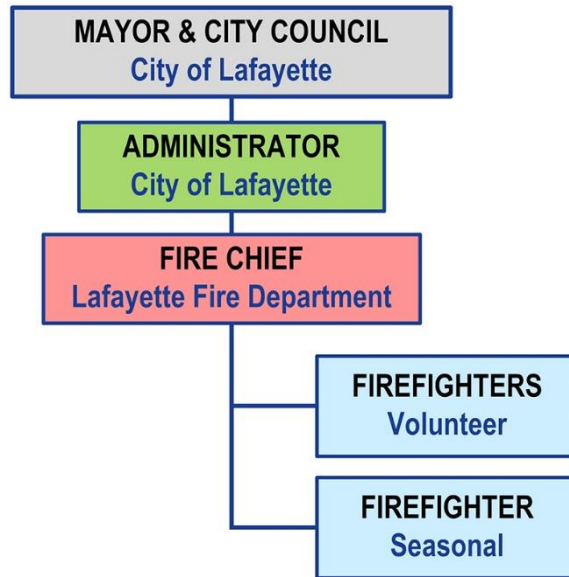 MAYOR & CITY COUNCIL
City of Lafayette
ADMINISTRATOR
City of Lafayette
FIRE CHIEF
Lafayette Fire Department
FIREFIGHTERS
Volunteer
FIREFIGHTER
Seasonal